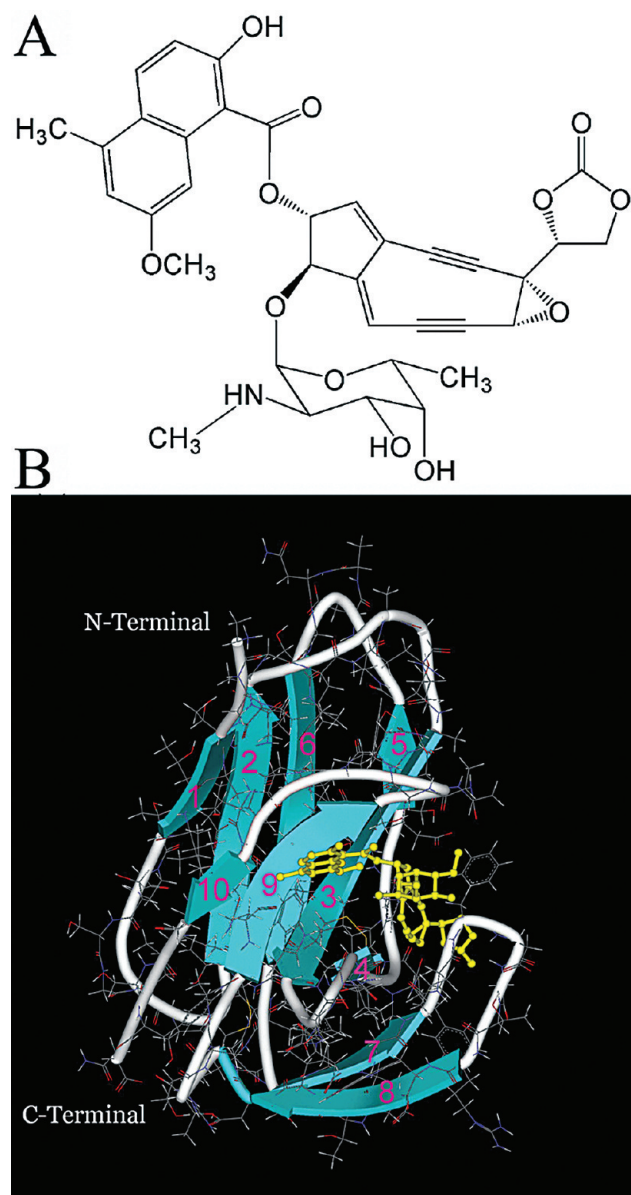 A
OH
O
H₃C
O
O
O
O
OCH₃
O
O
O
CH₃
HN
CH₃
HO
OH
B
N-Terminal
6
5
2
1
10
9
3
4
7
8
C-Terminal